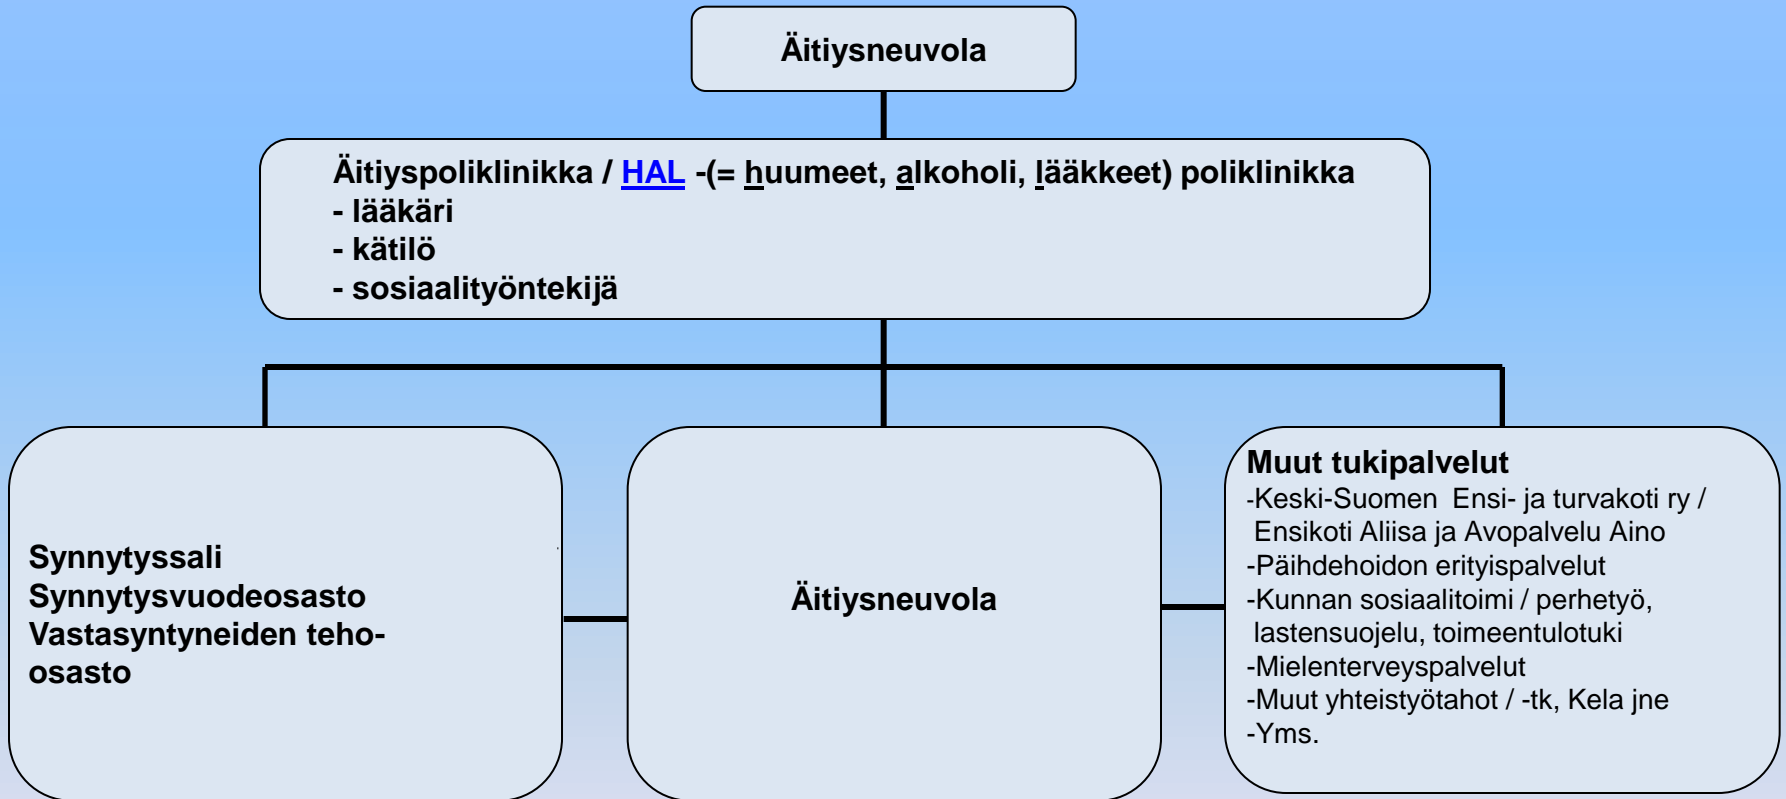 Äitiysneuvola
Äitiyspoliklinikka / HAL -(= huumeet, alkoholi, lääkkeet) poliklinikka
- lääkäri
- kätilö
- sosiaalityöntekijä
Synnytyssali
Synnytysvuodeosasto
Vastasyntyneiden teho-
osasto
Äitiysneuvola
Muut tukipalvelut
-Keski-Suomen Ensi- ja turvakoti ry /
Ensikoti Aliisa ja Avopalvelu Aino
-Päihdehoidon erityispalvelut
-Kunnan sosiaalitoimi / perhetyö,
lastensuojelu, toimeentulotuki
-Mielenterveyspalvelut
-Muut yhteistyötahot / -tk, Kela jne
-Yms.